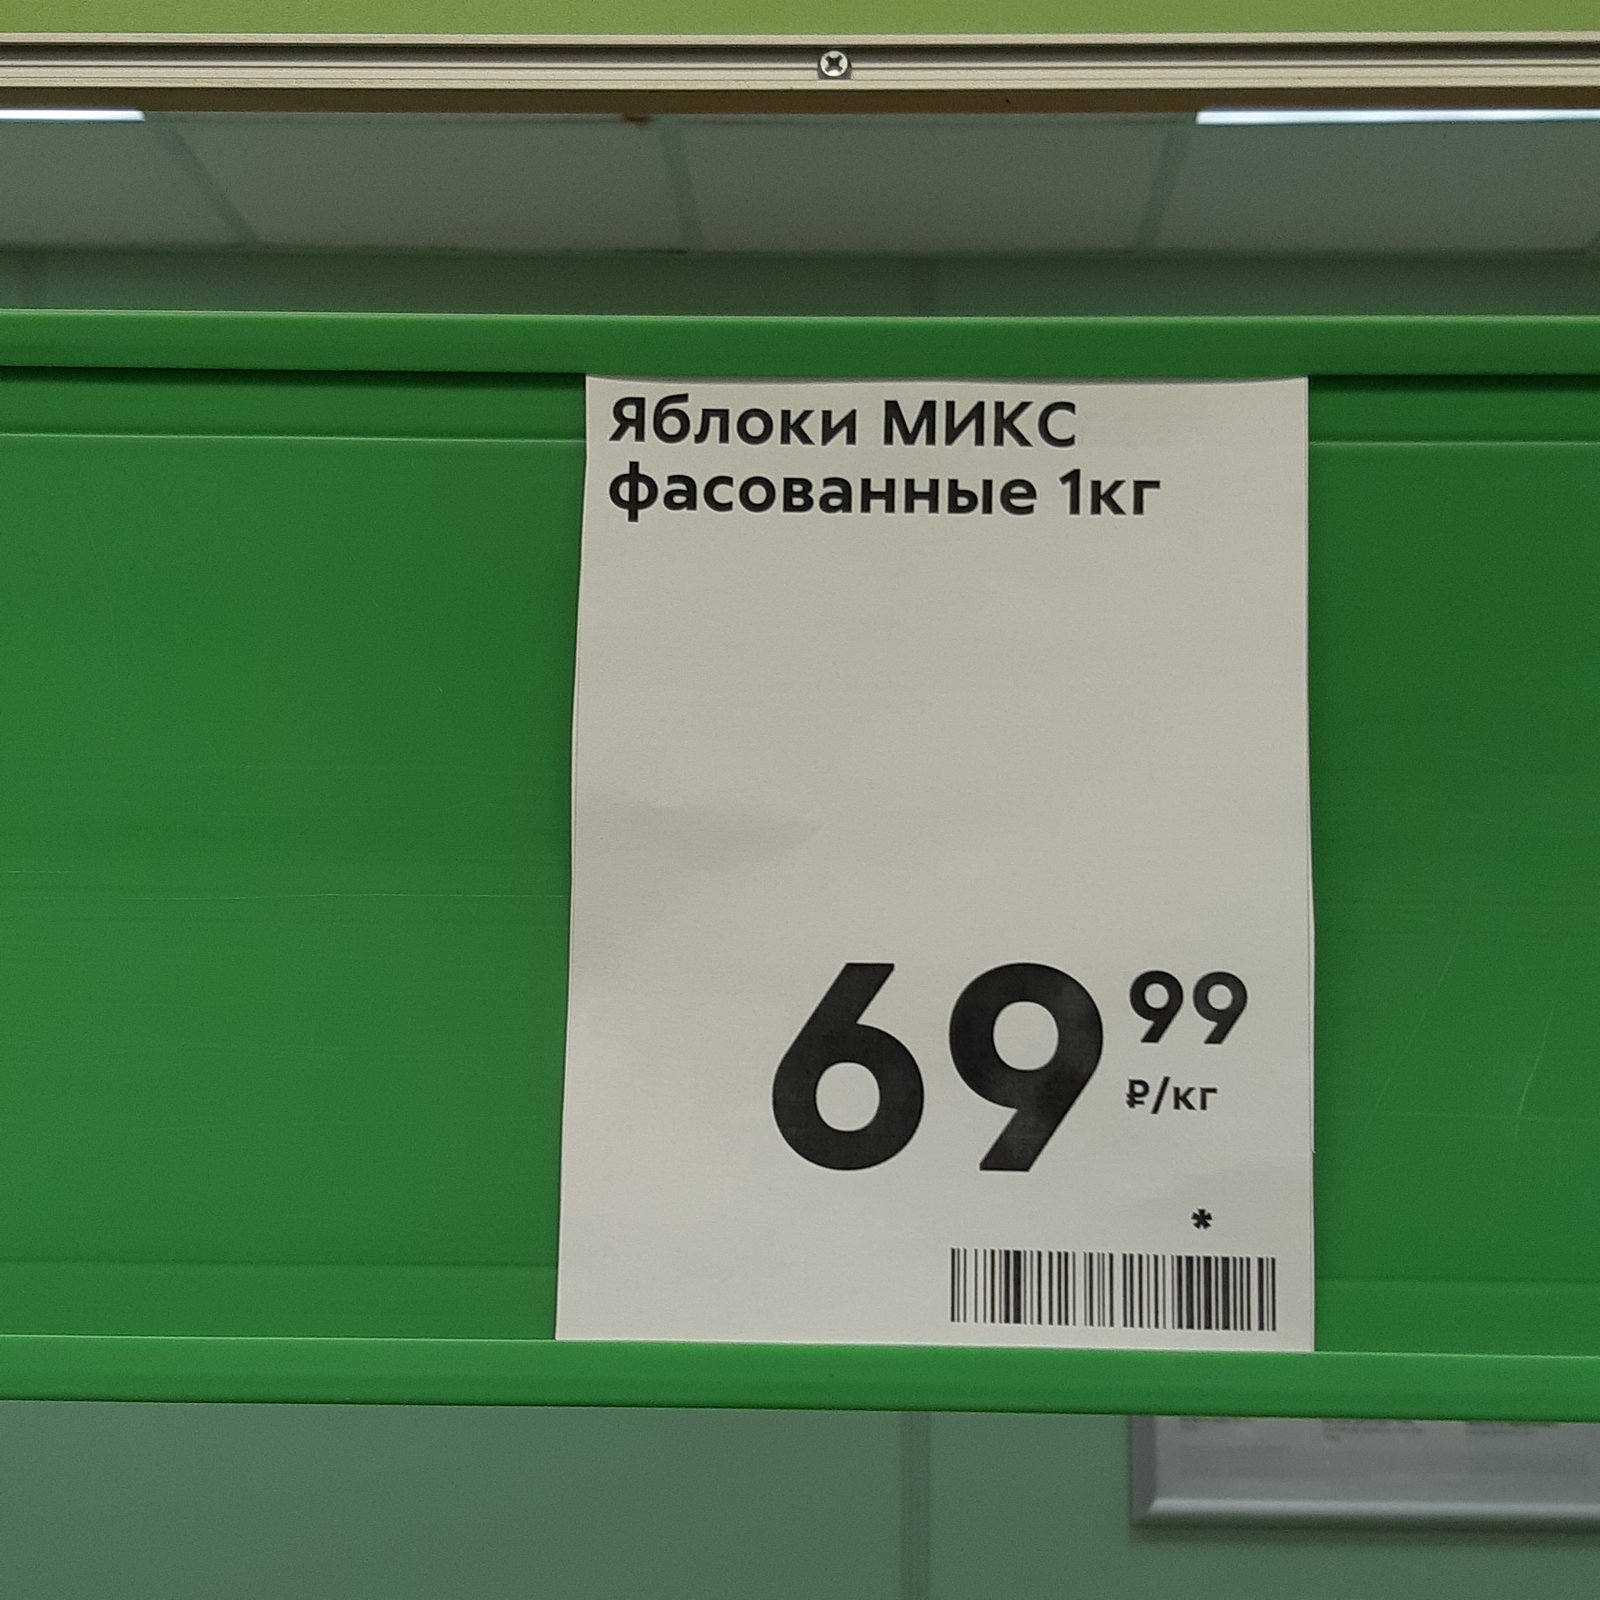 Яблоки МИКС
фасованные 1кг
69 99
₽/кг
*